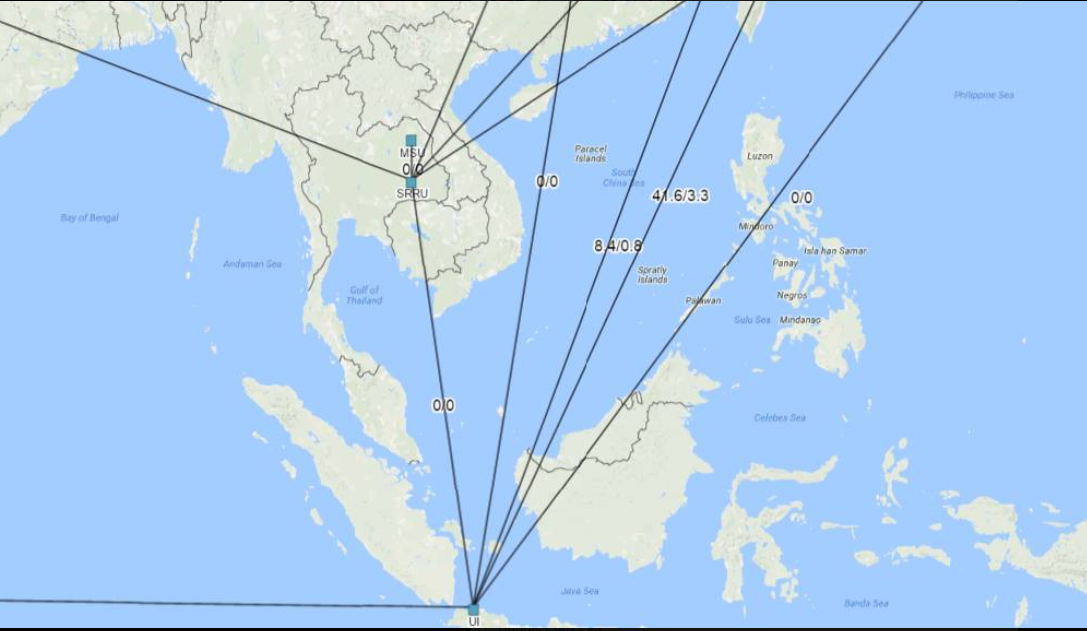 Philippine Sea
MSU
0/0
SRRU
Paracel
Islands
South
China Sea
Luzon
0/0
41.6/3.3
0/0
Bay of Bengal
Mindoro
8.4/0.8
Isla han Samar
Andaman Sea
Panay
Spratly
Islands
Gulf of
Thailand
Negros
Palawan
Sulu Sea
Mindanao
0/0
Celebes Sea
Java Sea
Banda Sea
UI